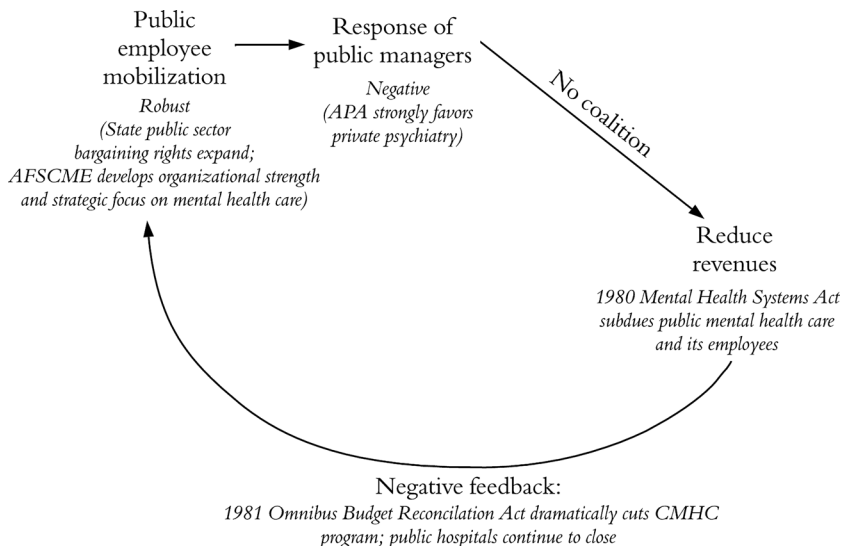 Public
employee
mobilization
Robust
(State public sector
bargaining rights expand;
AFSCME develops organizational strength
and strategic focus on mental health care)
Response of
public managers
Negative
(APA strongly favors
private psychiatry)
No coalition
Reduce
revenues
1980 Mental Health Systems Act
subdues public mental health care
and its employees
Negative feedback:
1981 Omnibus Budget Reconcilation Act dramatically cuts CMHC
program; public hospitals continue to close